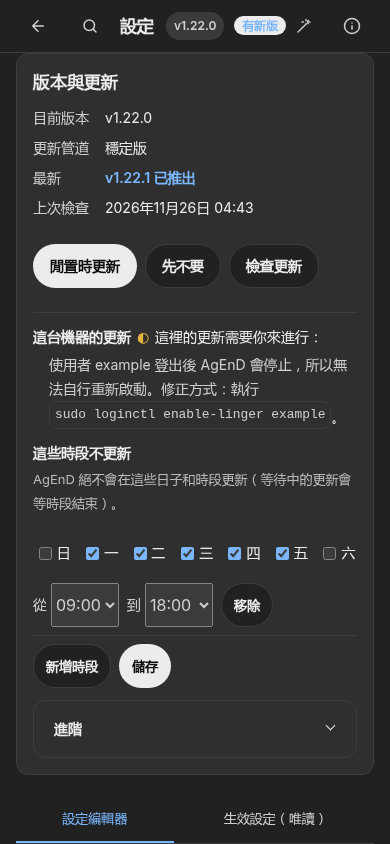 設定 v1.22.0 有新版
版本與更新
目前版本 v1.22.0
更新管道 穩定版
最新 v1.22.1 已推出
上次檢查 2026年11月26日 04:43
閒置時更新 先不要 檢查更新
這台機器的更新 這裡的更新需要你來進行：
使用者 example 登出後 AgEnD 會停止，所以無
法自行重新啟動。修正方式：執行
sudo loginctl enable-linger example。
這些時段不更新
AgEnD 絕不會在這些日子和時段更新（等待中的更新會
等時段結束）。
日 一 二 三 四 五 六
從 09:00 到 18:00 移除
新增時段 儲存
進階
設定編輯器 生效設定（唯讀）